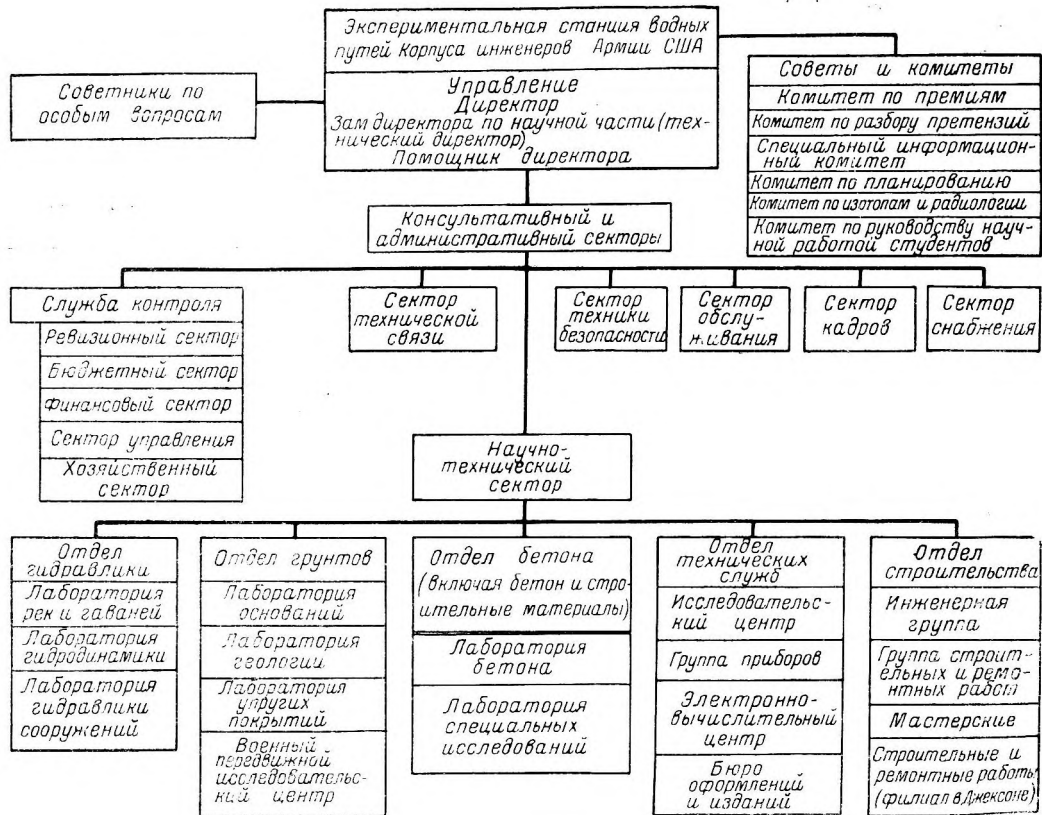 Экспериментальная станция водных
путей Корпуса инженеров Армии США
Управление
Директор
Зам директора по научной части (тех-
нический директор)
Помощник директора
Советники по
особым вопросам
Советы и комитеты
Комитет по премиям
Комитет по разбору претензий
Специальный информацион-
ный комитет
Комитет по планированию
Комитет по изотопам и радиологии
Комитет по руководству науч-
ной работой студентов
Консультативный и
административный секторы
Служба контроля
Ревизионный сектор
Бюджетный сектор
Финансовый сектор
Сектор управления
Хозяйственный
сектор
Сектор
технической
связи
Сектор
техники
безопасности
Сектор
обслу-
живания
Сектор
кадров
Сектор
снабжения
Научно-
технический
сектор
Отдел
гидравлики
Лаборатория
рек и гаваней
Лаборатория
гидродинамики
Лаборатория
гидравлики
сооружений
Отдел грунтов
Лаборатория
оснований
Лаборатория
геологии
Лаборатория
упругих
покрытий
Военный
передвижной
исследовательс-
кий центр
Отдел бетона
(включая бетон и стро-
ительные материалы)
Лаборатория
бетона
Лаборатория
специальных
исследований
Отдел
технических
служб
Исследовательс-
кий центр
Группа приборов
Электронно-
вычислительный
центр
Бюро
оформлений
и изданий
Отдел
строительства
Инженерная
группа
Группа строи-
тельных и ремо-
нтных работ
Мастерские
Строительные и
ремонтные работы
(филиал в Джексоне)